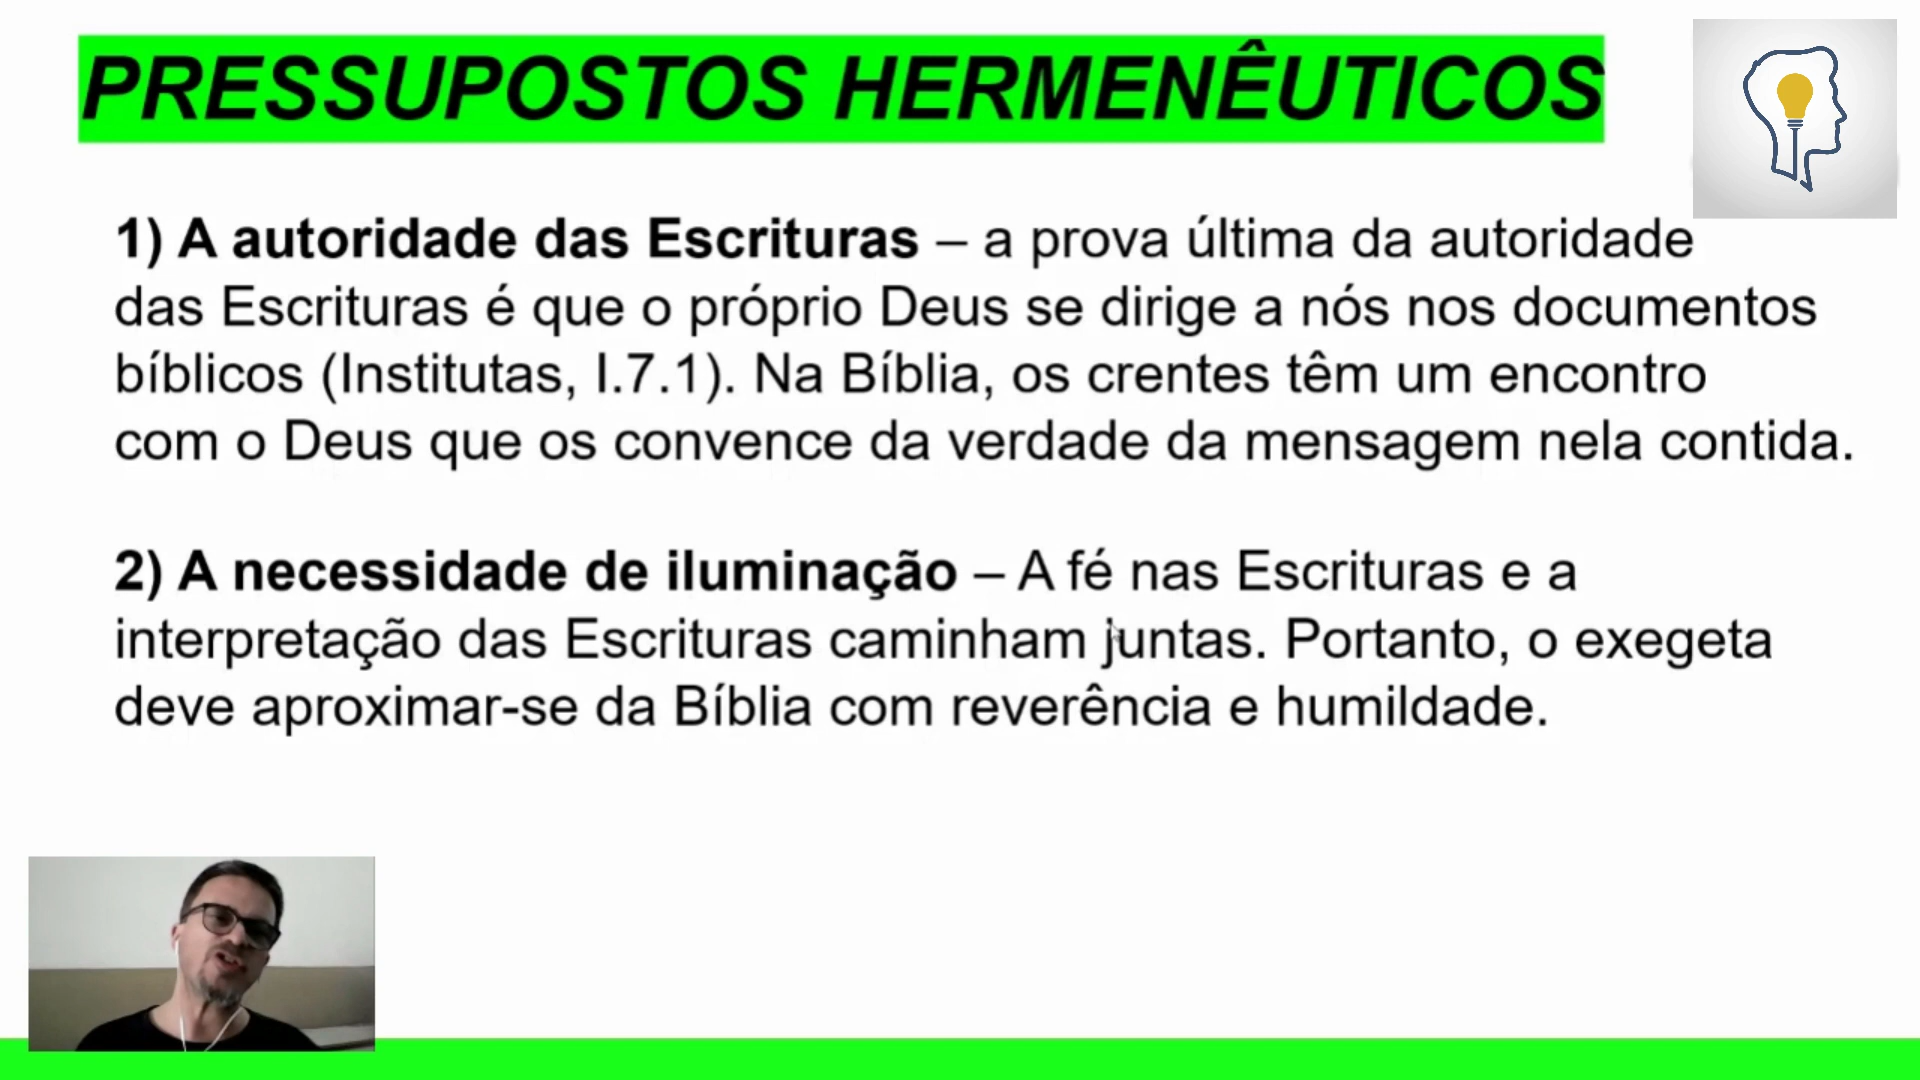 PRESSUPOSTOS HERMENÊUTICOS
1) A autoridade das Escrituras – a prova última da autoridade
das Escrituras é que o próprio Deus se dirige a nós nos documentos
bíblicos (Institutas, I.7.1). Na Bíblia, os crentes têm um encontro
com o Deus que os convence da verdade da mensagem nela contida.
2) A necessidade de iluminação – A fé nas Escrituras e a
interpretação das Escrituras caminham juntas. Portanto, o exegeta
deve aproximar-se da Bíblia com reverência e humildade.